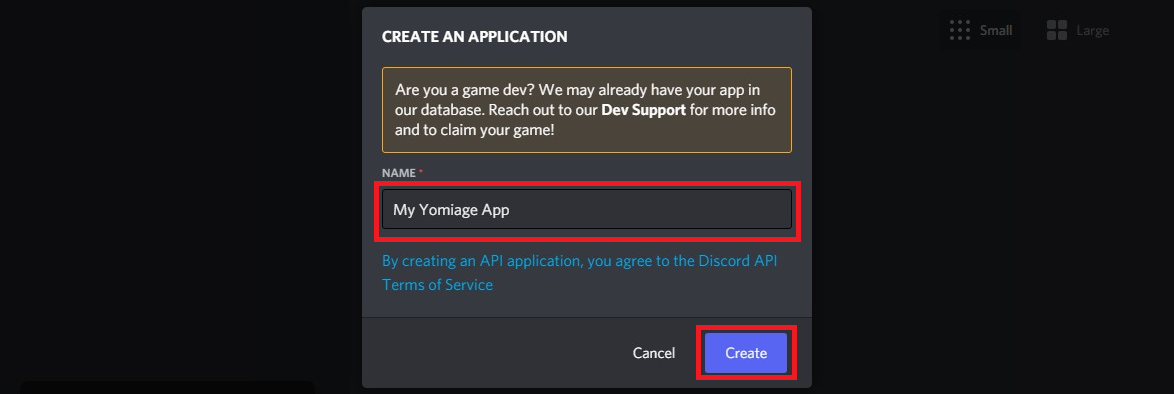 CREATE AN APPLICATION
Small
Large
Are you a game dev? We may already have your app in
our database. Reach out to our Dev Support for more info
and to claim your game!
NAME *
My Yomiage App
By creating an API application, you agree to the Discord API
Terms of Service
Cancel
Create